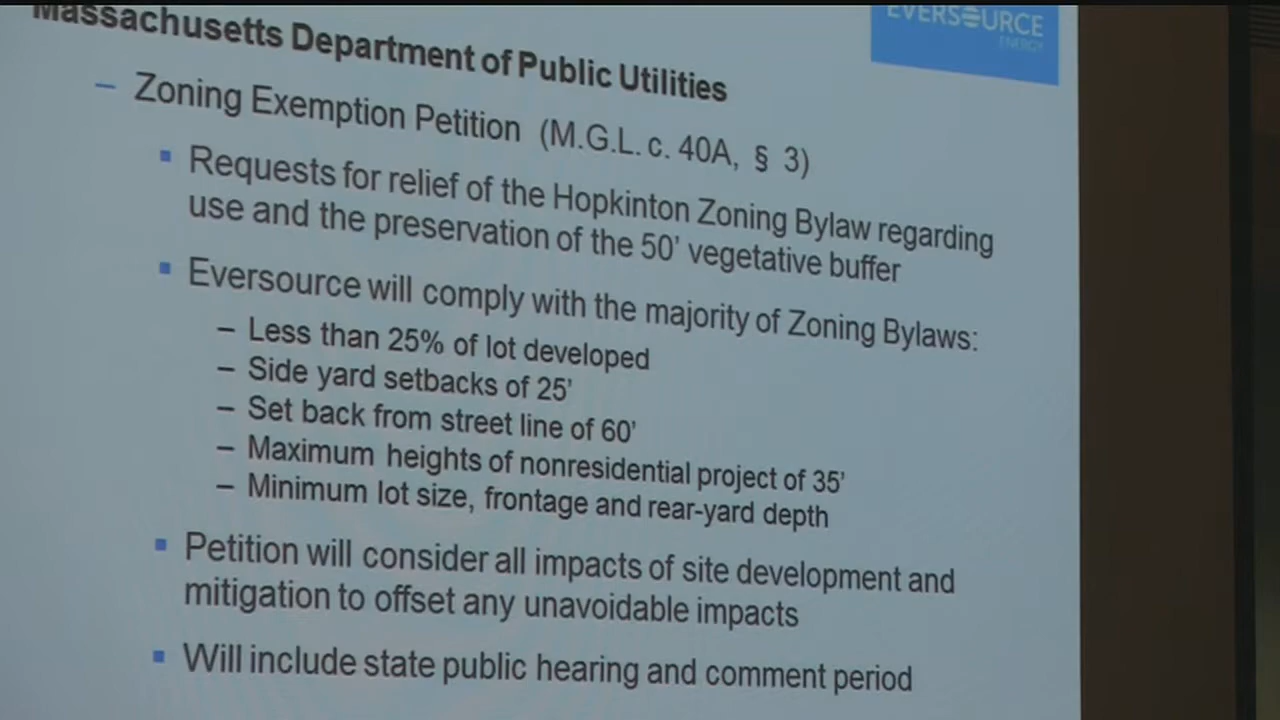 Massachusetts Department of Public Utilities
EVERSOURCE
ENERGY
– Zoning Exemption Petition (M.G.L. c. 40A, § 3)
▪ Requests for relief of the Hopkinton Zoning Bylaw regarding
use and the preservation of the 50' vegetative buffer
▪ Eversource will comply with the majority of Zoning Bylaws:
– Less than 25% of lot developed
– Side yard setbacks of 25'
– Set back from street line of 60'
– Maximum heights of nonresidential project of 35'
– Minimum lot size, frontage and rear-yard depth
▪ Petition will consider all impacts of site development and
mitigation to offset any unavoidable impacts
▪ Will include state public hearing and comment period